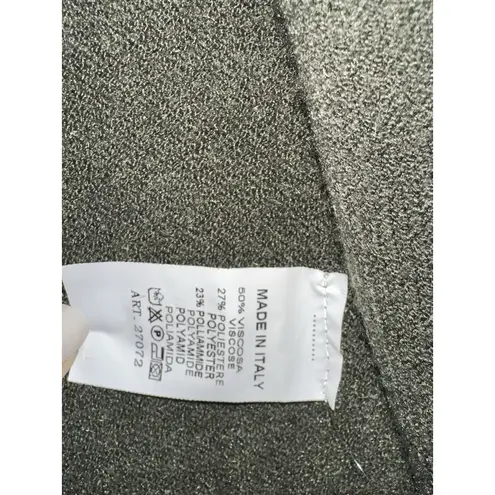 MADE IN ITALY
50% VISCOSA
VISCOSE
27% POLIESTERE
POLYESTER
23% POLIAMMIDE
POLYAMIDE
POLYAMID
POLIAMIDA
ART. 27072